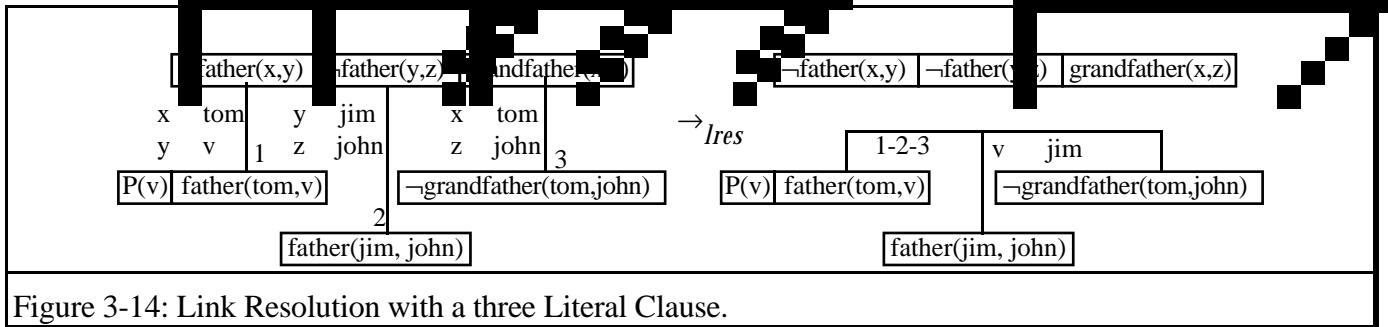 father(x,y) ¬father(y,z) ¬father(x,y) ¬father( grandfather(x,z)
x tom y jim x tom
y v 1 z john z john 3
→lres 1-2-3 v jim
P(v) father(tom,v) ¬grandfather(tom,john) P(v) father(tom,v) ¬grandfather(tom,john)
2
father(jim, john) father(jim, john)
Figure 3-14: Link Resolution with a three Literal Clause.